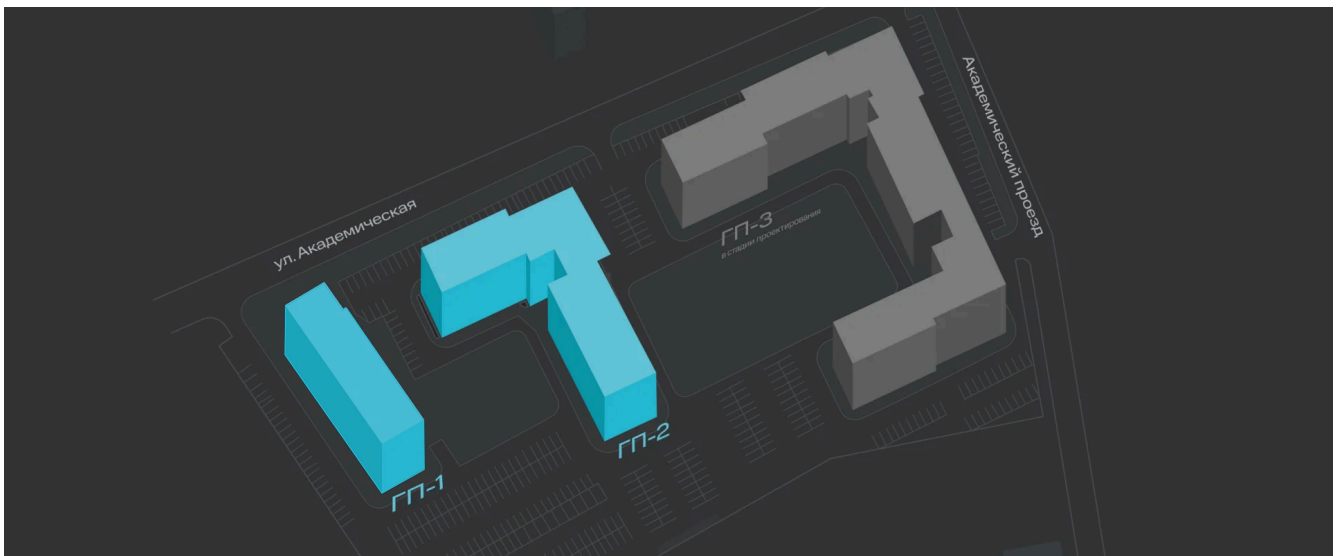 ул. Академическая
Академический проезд
ГП-3
в стадии проектирования
ГП-2
ГП-1